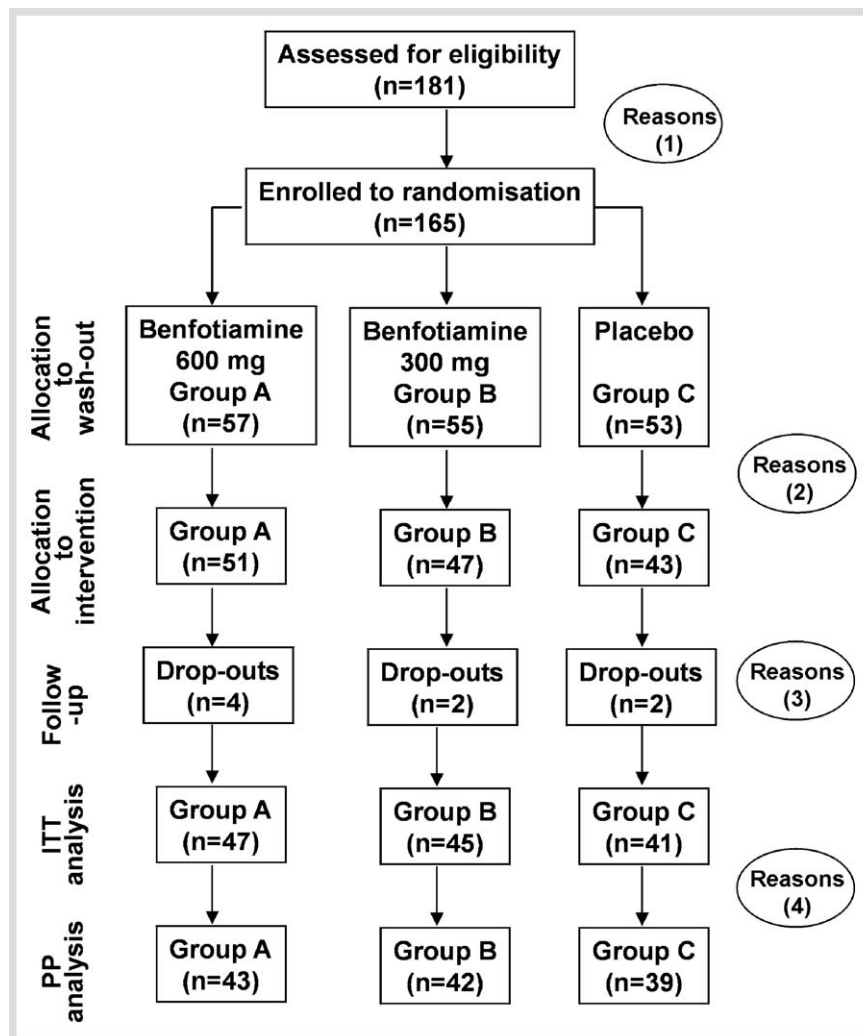 Assessed for eligibility
(n=181)
Reasons
(1)
Enrolled to randomisation
(n=165)
Allocation
to
wash-out
Benfotiamine
600 mg
Group A
(n=57)
Benfotiamine
300 mg
Group B
(n=55)
Placebo
Group C
(n=53)
Reasons
(2)
Allocation
to
intervention
Group A
(n=51)
Group B
(n=47)
Group C
(n=43)
Follow
-up
Drop-outs
(n=4)
Drop-outs
(n=2)
Drop-outs
(n=2)
Reasons
(3)
ITT
analysis
Group A
(n=47)
Group B
(n=45)
Group C
(n=41)
Reasons
(4)
PP
analysis
Group A
(n=43)
Group B
(n=42)
Group C
(n=39)